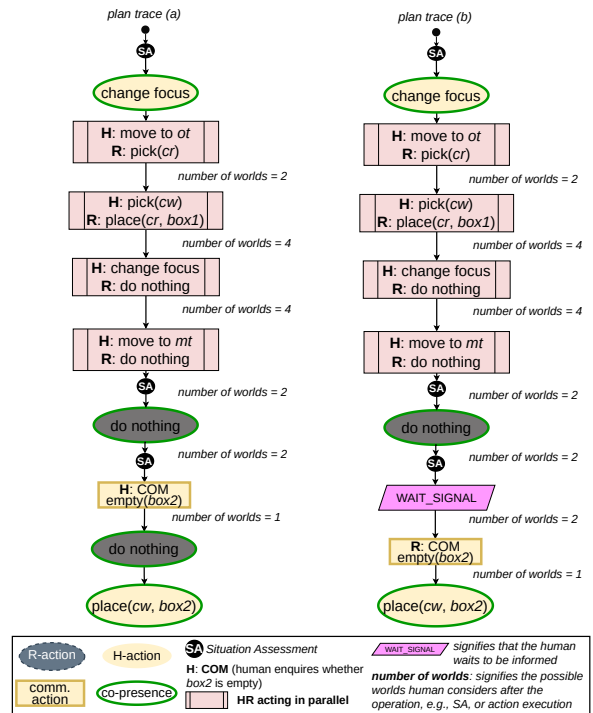 plan trace (a)
SA
change focus
H: move to ot
R: pick(cr)
number of worlds = 2
H: pick(cw)
R: place(cr, box1)
number of worlds = 4
H: change focus
R: do nothing
number of worlds = 4
H: move to mt
R: do nothing
SA
number of worlds = 2
do nothing
SA
number of worlds = 2
H: COM
empty(box2)
number of worlds = 1
do nothing
place(cw, box2)
plan trace (b)
SA
change focus
H: move to ot
R: pick(cr)
number of worlds = 2
H: pick(cw)
R: place(cr, box1)
number of worlds = 4
H: change focus
R: do nothing
number of worlds = 4
H: move to mt
R: do nothing
SA
number of worlds = 2
do nothing
SA
number of worlds = 2
WAIT_SIGNAL
number of worlds = 2
R: COM
empty(box2)
number of worlds = 1
place(cw, box2)
R-action
H-action
comm.
action
co-presence
SA Situation Assessment
H: COM (human enquires whether
box2 is empty)
HR acting in parallel
WAIT_SIGNAL
signifies that the human
waits to be informed
number of worlds: signifies the possible
worlds human considers after the
operation, e.g., SA, or action execution